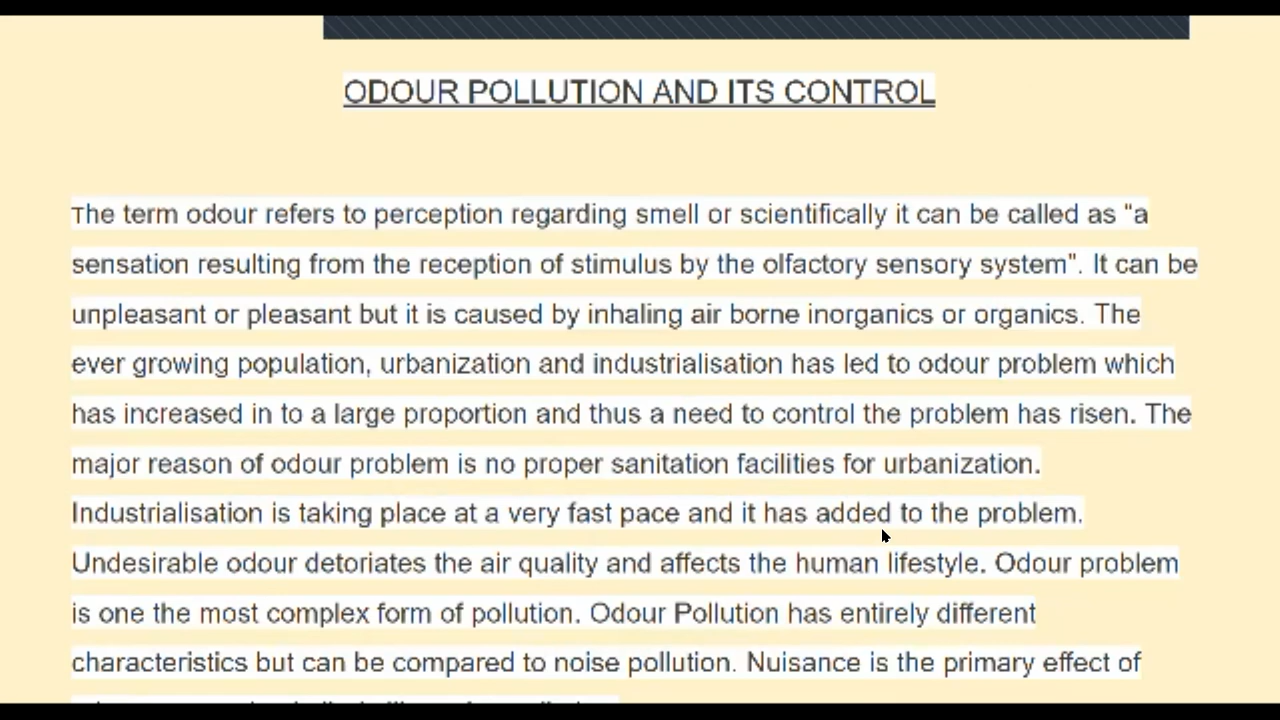 ODOUR POLLUTION AND ITS CONTROL
The term odour refers to perception regarding smell or scientifically it can be called as "a
sensation resulting from the reception of stimulus by the olfactory sensory system". It can be
unpleasant or pleasant but it is caused by inhaling air borne inorganics or organics. The
ever growing population, urbanization and industrialisation has led to odour problem which
has increased in to a large proportion and thus a need to control the problem has risen. The
major reason of odour problem is no proper sanitation facilities for urbanization.
Industrialisation is taking place at a very fast pace and it has added to the problem.
Undesirable odour detoriates the air quality and affects the human lifestyle. Odour problem
is one the most complex form of pollution. Odour Pollution has entirely different
characteristics but can be compared to noise pollution. Nuisance is the primary effect of